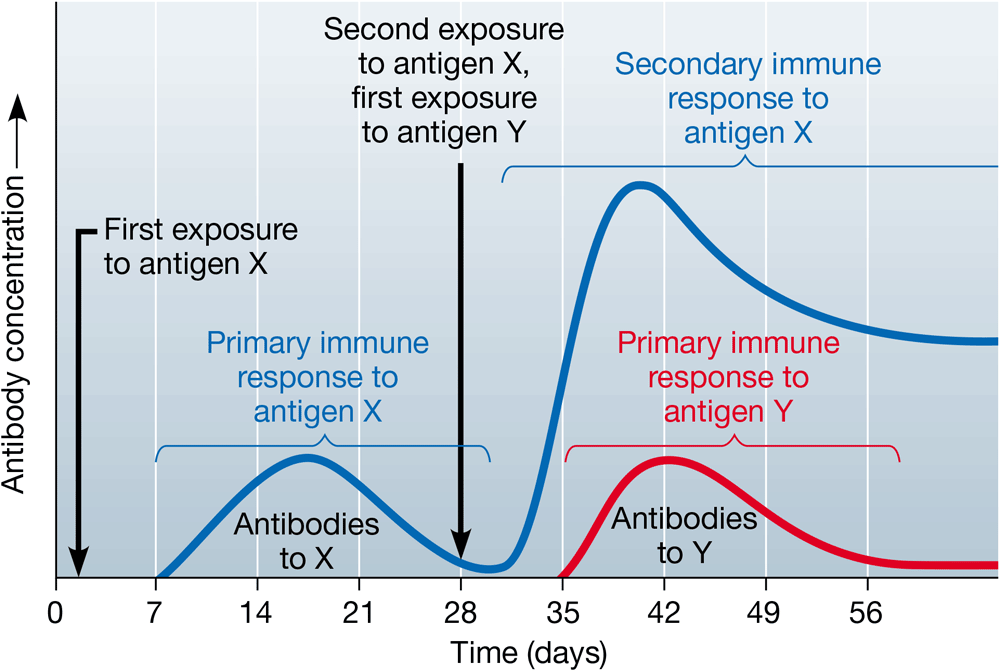 Second exposure
to antigen X,
first exposure
to antigen Y
Secondary immune
response to
antigen X
First exposure
to antigen X
Primary immune
response to
antigen X
Primary immune
response to
antigen Y
Antibodies
to X
Antibodies
to Y
Antibody concentration
0 7 14 21 28 35 42 49 56
Time (days)